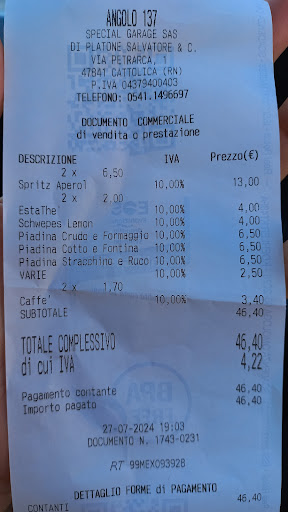 ANGOLO 137
SPECIAL GARAGE SAS
DI PLATONE SALVATORE & C.
VIA PETRARCA, 1
47841 CATTOLICA (RN)
P.IVA 04379400403
TELEFONO: 0541.1496697
DOCUMENTO COMMERCIALE
di vendita o prestazione
DESCRIZIONE IVA Prezzo(€)
2 x 6,50
Spritz Aperol 10,00% 13,00
2 x 2,00
EstaThe' 10,00% 4,00
Schwepes Lemon 10,00% 4,00
Piadina Crudo e Formaggio 10,00% 6,50
Piadina Cotto e Fontina 10,00% 6,50
Piadina Stracchino e Ruco 10,00% 6,50
VARIE 10,00% 2,50
2 x 1,70
Caffe' 10,00% 3,40
SUBTOTALE 46,40
TOTALE COMPLESSIVO 46,40
di cui IVA 4,22
Pagamento contante 46,40
Importo pagato 46,40
27-07-2024 19:03
DOCUMENTO N. 1743-0231
RT 99MEX093928
DETTAGLIO FORME di PAGAMENTO
CONTANTI 46,40